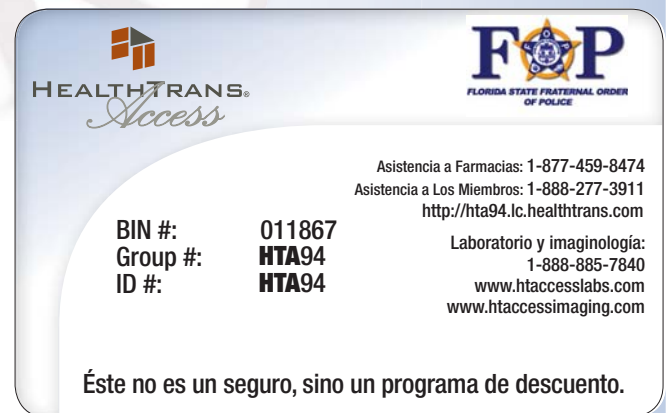 HEALTHTRANS®
Access
FOP
FLORIDA STATE FRATERNAL ORDER
OF POLICE
Asistencia a Farmacias: 1-877-459-8474
Asistencia a Los Miembros: 1-888-277-3911
http://hta94.lc.healthtrans.com
BIN #: 011867
Group #: HTA94
ID #: HTA94
Laboratorio y imaginología:
1-888-885-7840
www.htaccesslabs.com
www.htaccessimaging.com
Éste no es un seguro, sino un programa de descuento.